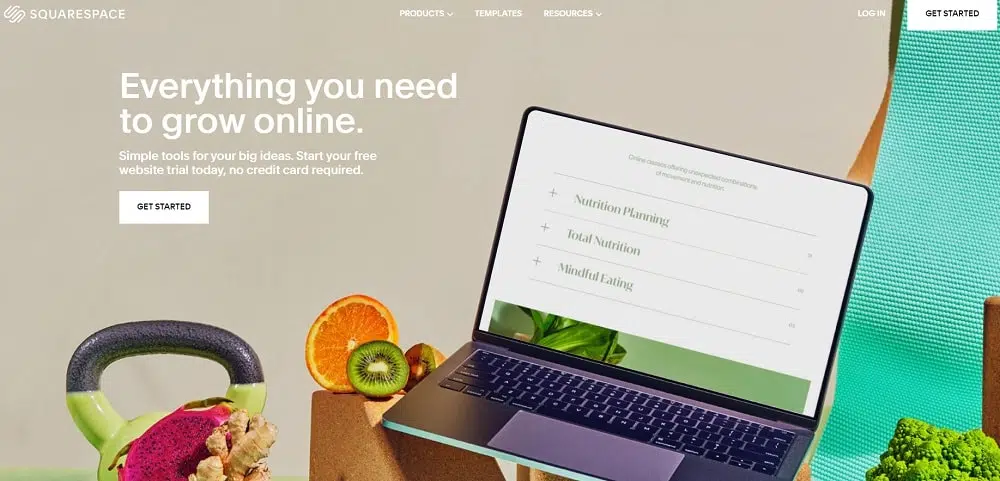 SQUARESPACE
PRODUCTS
TEMPLATES
RESOURCES
LOG IN
GET STARTED
Everything you need
to grow online.
Simple tools for your big ideas. Start your free
website trial today, no credit card required.
GET STARTED
Online classes offering unexpected combinations
of movement and nutrition.
+ Nutrition Planning
+ Total Nutrition
+ Mindful Eating